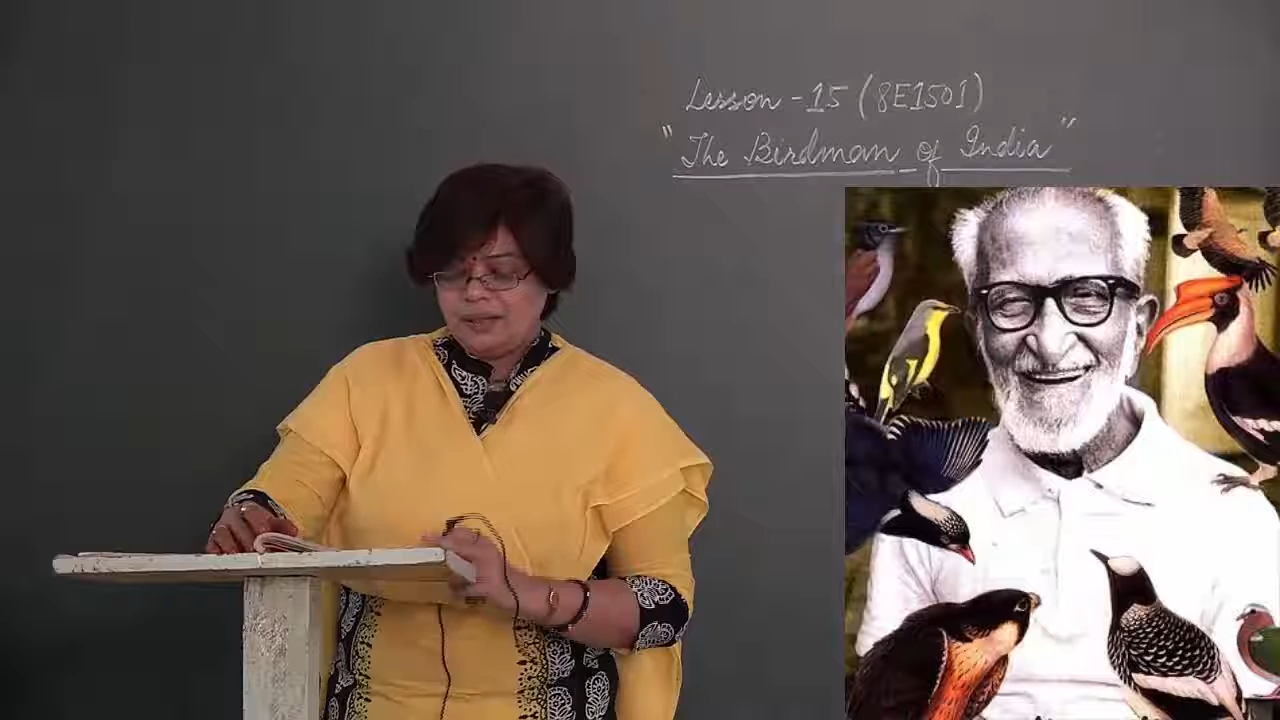 Lesson - 15 (8E1501)
"The Birdman of India"